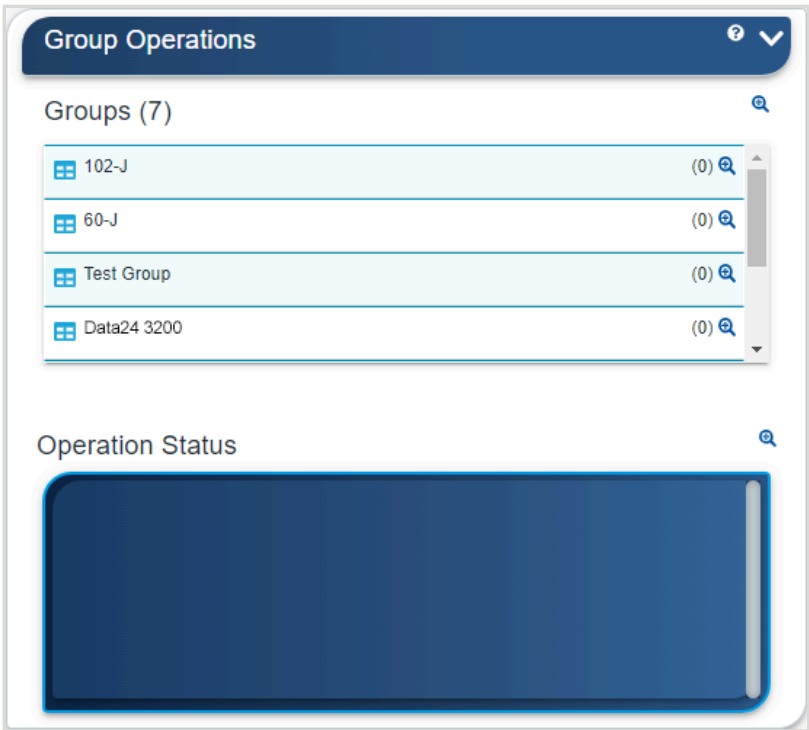 Group Operations
Groups (7)
102-J (0)
60-J (0)
Test Group (0)
Data24 3200 (0)
Operation Status